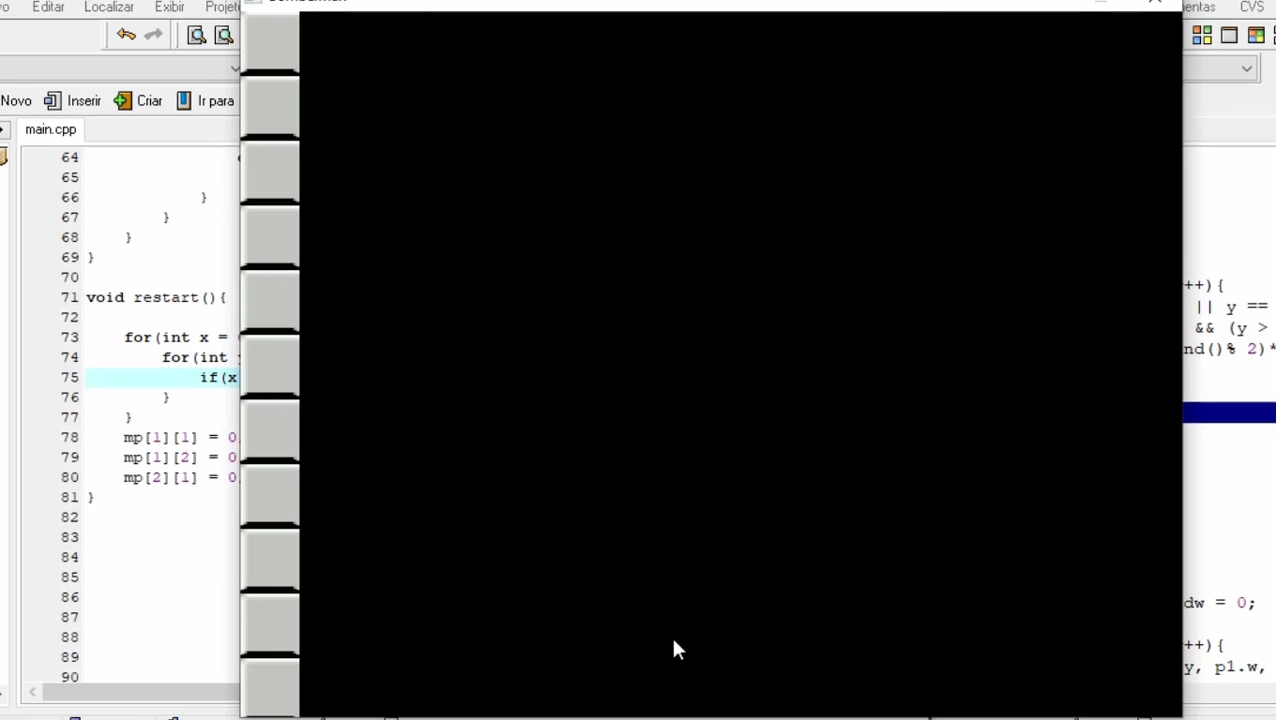 Editar Localizar Exibir Projeto CVS
Novo Inserir Criar Ir para
main.cpp
64
65
66 }
67 }
68 }
69 }
70
71 void restart(){
72
73 for(int x =
74 for(int
75 if(x
76 }
77 }
78 mp[1][1] = 0
79 mp[1][2] = 0
80 mp[2][1] = 0
81 }
82
83
84
85
86
87
88
89
90
++){
|| y ==
&& (y >
nd()% 2)*
dw = 0;
++){
y, p1.w,